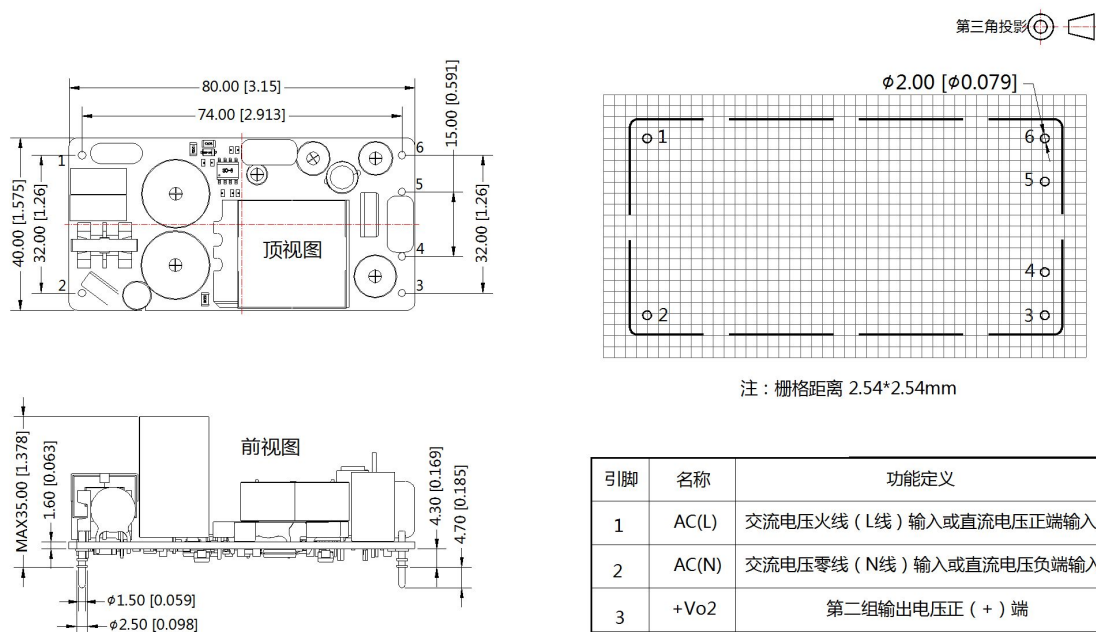 第三角投影
80.00 [3.15]
74.00 [2.913]
15.00 [0.591]
40.00 [1.575]
32.00 [1.26]
32.00 [1.26]
1
2
6
5
4
3
顶视图
ϕ2.00 [ϕ0.079]
1
2
6
5
4
3
注：栅格距离 2.54*2.54mm
前视图
MAX35.00 [1.378]
1.60 [0.063]
4.30 [0.169]
4.70 [0.185]
ϕ1.50 [0.059]
ϕ2.50 [0.098]
引脚 名称 功能定义
1 AC(L) 交流电压火线（L线）输入或直流电压正端输入
2 AC(N) 交流电压零线（N线）输入或直流电压负端输入
3 +Vo2 第二组输出电压正（+）端